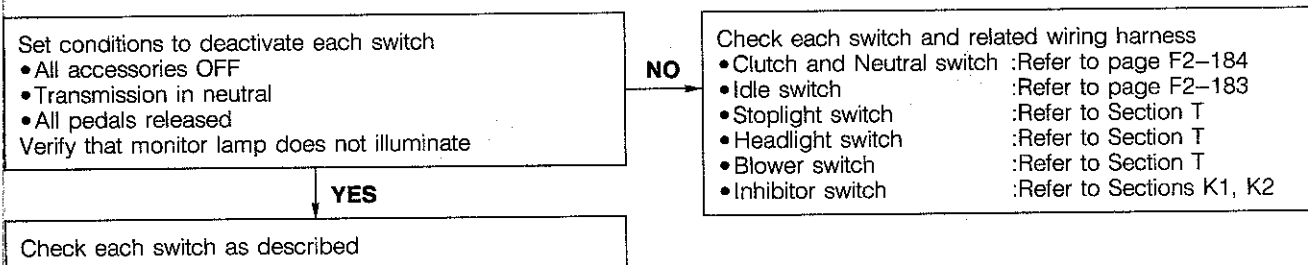 Set conditions to deactivate each switch
•All accessories OFF
•Transmission in neutral
•All pedals released
Verify that monitor lamp does not illuminate
NO
Check each switch and related wiring harness
•Clutch and Neutral switch :Refer to page F2–184
•Idle switch :Refer to page F2–183
•Stoplight switch :Refer to Section T
•Headlight switch :Refer to Section T
•Blower switch :Refer to Section T
•Inhibitor switch :Refer to Sections K1, K2
YES
Check each switch as described